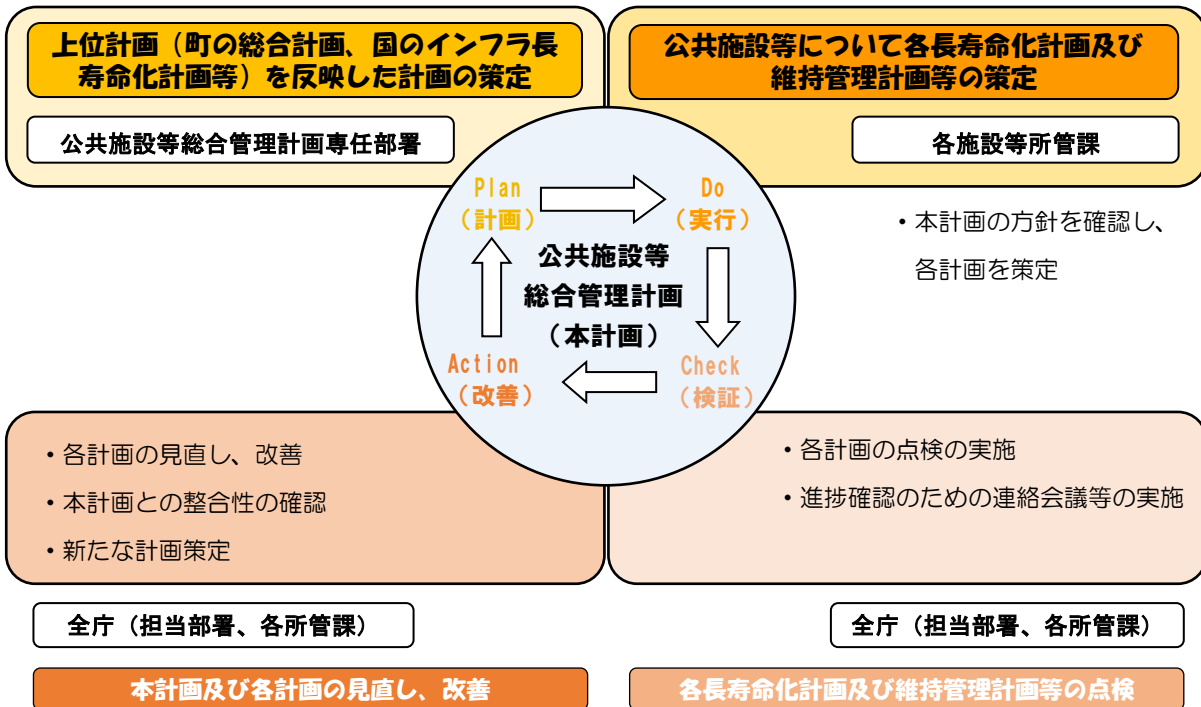 上位計画（町の総合計画、国のインフラ長
寿命化計画等）を反映した計画の策定
公共施設等総合管理計画専任部署
公共施設等について各長寿命化計画及び
維持管理計画等の策定
各施設等所管課
・本計画の方針を確認し、
各計画を策定
Plan
（計画）
Do
（実行）
公共施設等
総合管理計画
（本計画）
Action
（改善）
Check
（検証）
・各計画の見直し、改善
・本計画との整合性の確認
・新たな計画策定
全庁（担当部署、各所管課）
本計画及び各計画の見直し、改善
・各計画の点検の実施
・進捗確認のための連絡会議等の実施
全庁（担当部署、各所管課）
各長寿命化計画及び維持管理計画等の点検